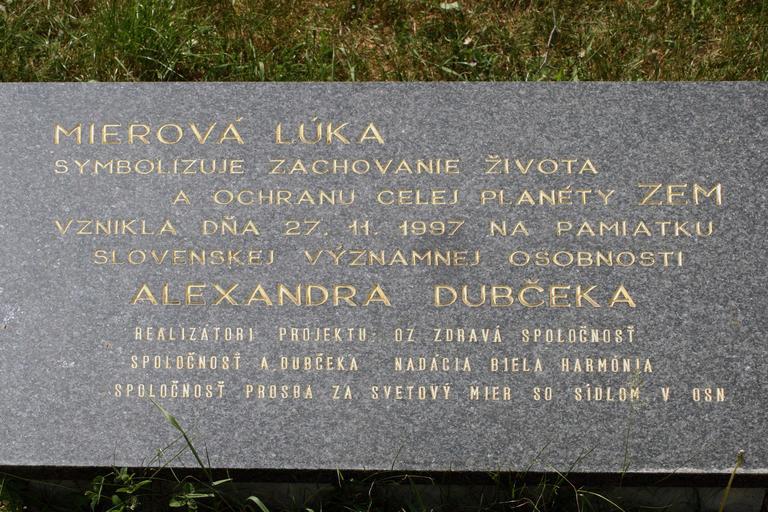 MIEROVÁ LÚKA
SYMBOLIZUJE ZACHOVANIE ŽIVOTA
A OCHRANU CELEJ PLANÉTY ZEM
VZNIKLA DŇA 27. 11. 1997 NA PAMIATKU
SLOVENSKEJ VÝZNAMNEJ OSOBNOSTI
ALEXANDRA DUBČEKA
REALIZÁTORI PROJEKTU: OZ ZDRAVÁ SPOLOČNOSŤ
SPOLOČNOSŤ A.DUBČEKA NADÁCIA BIELA HARMÓNIA
SPOLOČNOSŤ PROSBA ZA SVETOVÝ MIER SO SÍDLOM V OSN